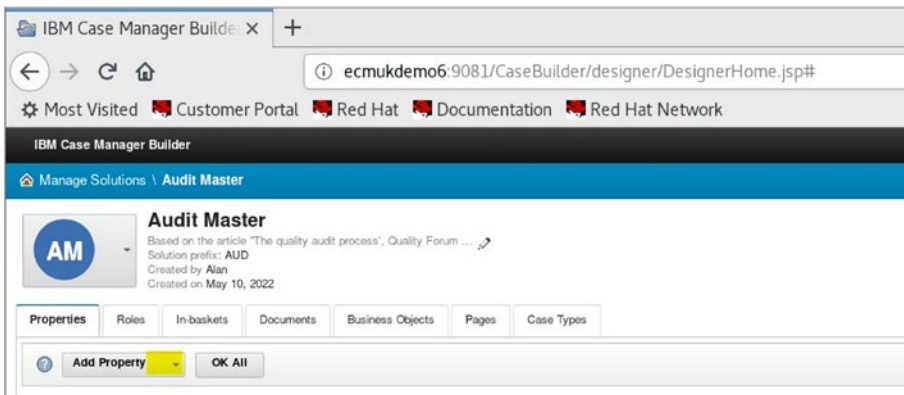 IBM Case Manager Builde
ecmukdemo6:9081/CaseBuilder/designer/DesignerHome.jsp#
Most Visited Customer Portal Red Hat Documentation Red Hat Network
IBM Case Manager Builder
Manage Solutions \ Audit Master
AM
Audit Master
Based on the article "The quality audit process', Quality Forum ...
Solution prefix: AUD
Created by Alan
Created on May 10, 2022
Properties Roles In-baskets Documents Business Objects Pages Case Types
Add Property OK All